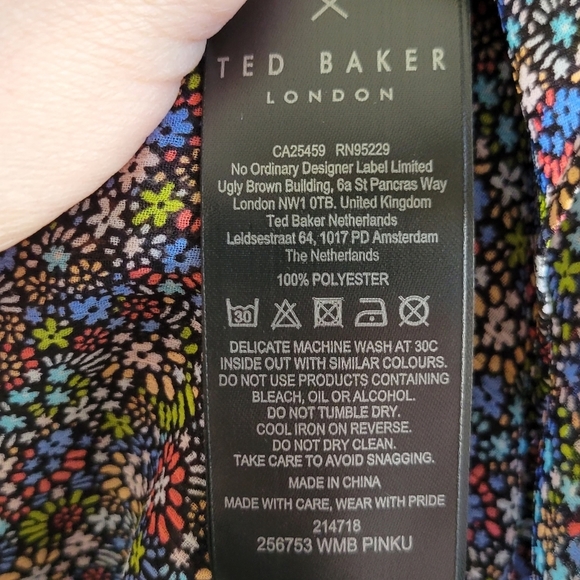 TED BAKER
LONDON
CA25459 RN95229
No Ordinary Designer Label Limited
Ugly Brown Building, 6a St Pancras Way
London NW1 0TB. United Kingdom
Ted Baker Netherlands
Leidsestraat 64, 1017 PD Amsterdam
The Netherlands
100% POLYESTER
30
DELICATE MACHINE WASH AT 30C
INSIDE OUT WITH SIMILAR COLOURS.
DO NOT USE PRODUCTS CONTAINING
BLEACH, OIL OR ALCOHOL.
DO NOT TUMBLE DRY.
COOL IRON ON REVERSE.
DO NOT DRY CLEAN.
TAKE CARE TO AVOID SNAGGING.
MADE IN CHINA
MADE WITH CARE, WEAR WITH PRIDE
214718
256753 WMB PINKU